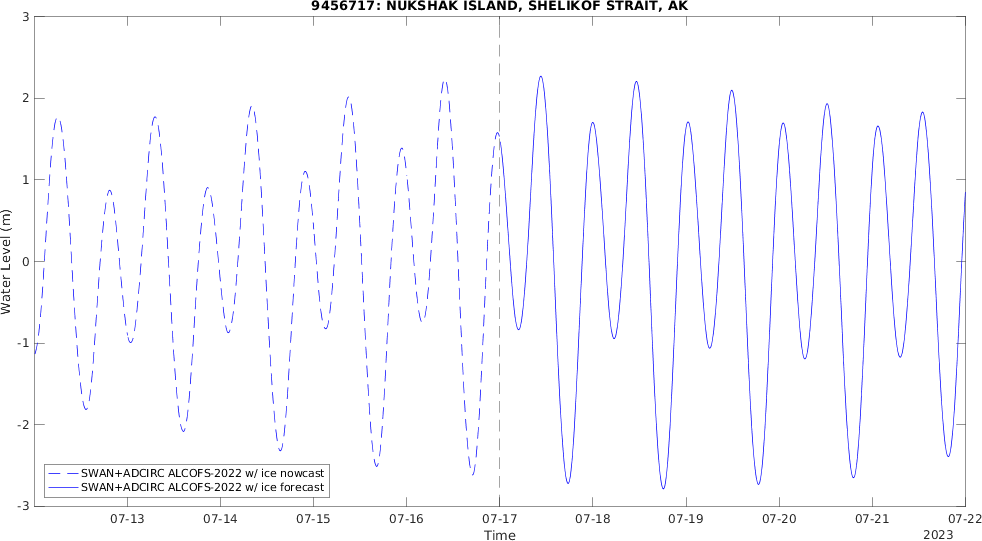 9456717: NUKSHAK ISLAND, SHELIKOF STRAIT, AK
3
2
1
0
-1
-2
-3
Water Level (m)
SWAN+ADCIRC ALCOFS-2022 w/ ice nowcast
SWAN+ADCIRC ALCOFS-2022 w/ ice forecast
07-13 07-14 07-15 07-16 07-17 07-18 07-19 07-20 07-21 07-22
Time
2023